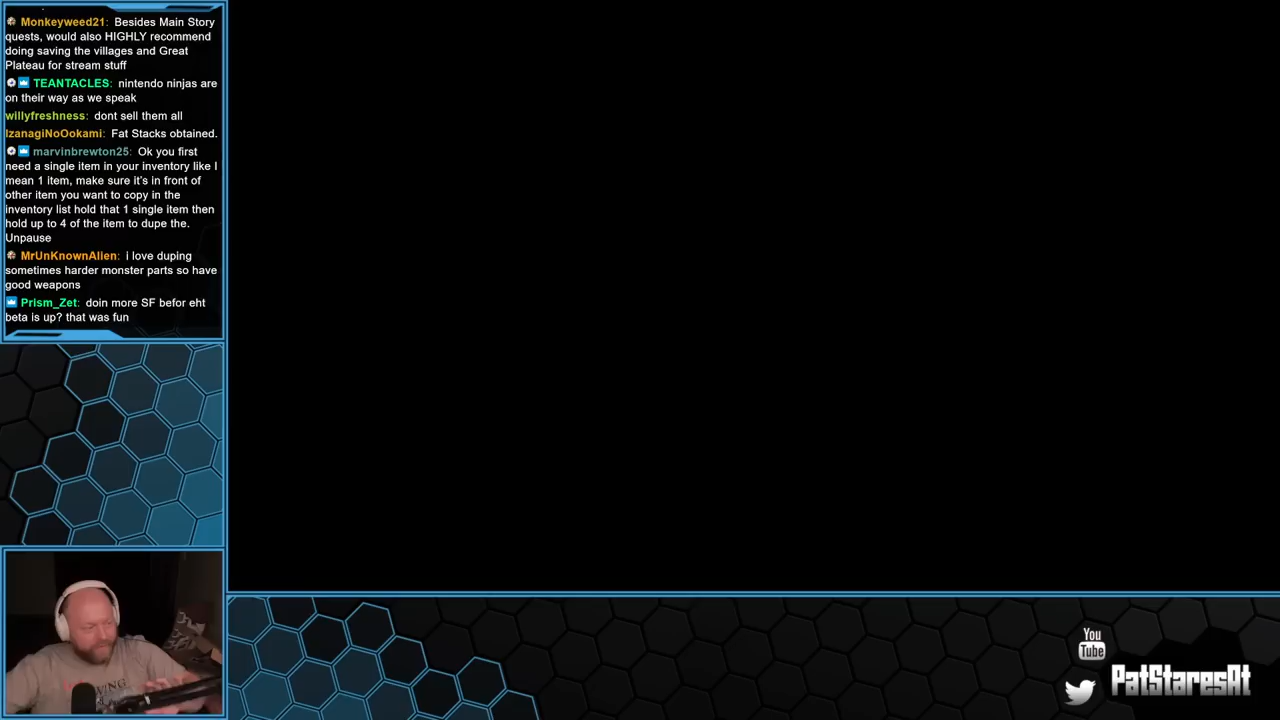 Monkeyweed21: Besides Main Story
quests, would also HIGHLY recommend
doing saving the villages and Great
Plateau for stream stuff
TEANTACLES: nintendo ninjas are
on their way as we speak
willyfreshness: dont sell them all
IzanagiNoOokami: Fat Stacks obtained.
marvinbrewton25: Ok you first
need a single item in your inventory like I
mean 1 item, make sure it's in front of
other item you want to copy in the
inventory list hold that 1 single item then
hold up to 4 of the item to dupe the.
Unpause
MrUnKnownAlien: i love duping
sometimes harder monster parts so have
good weapons
Prism_Zet: doin more SF befor eht
beta is up? that was fun
You
Tube
PatStaresAt